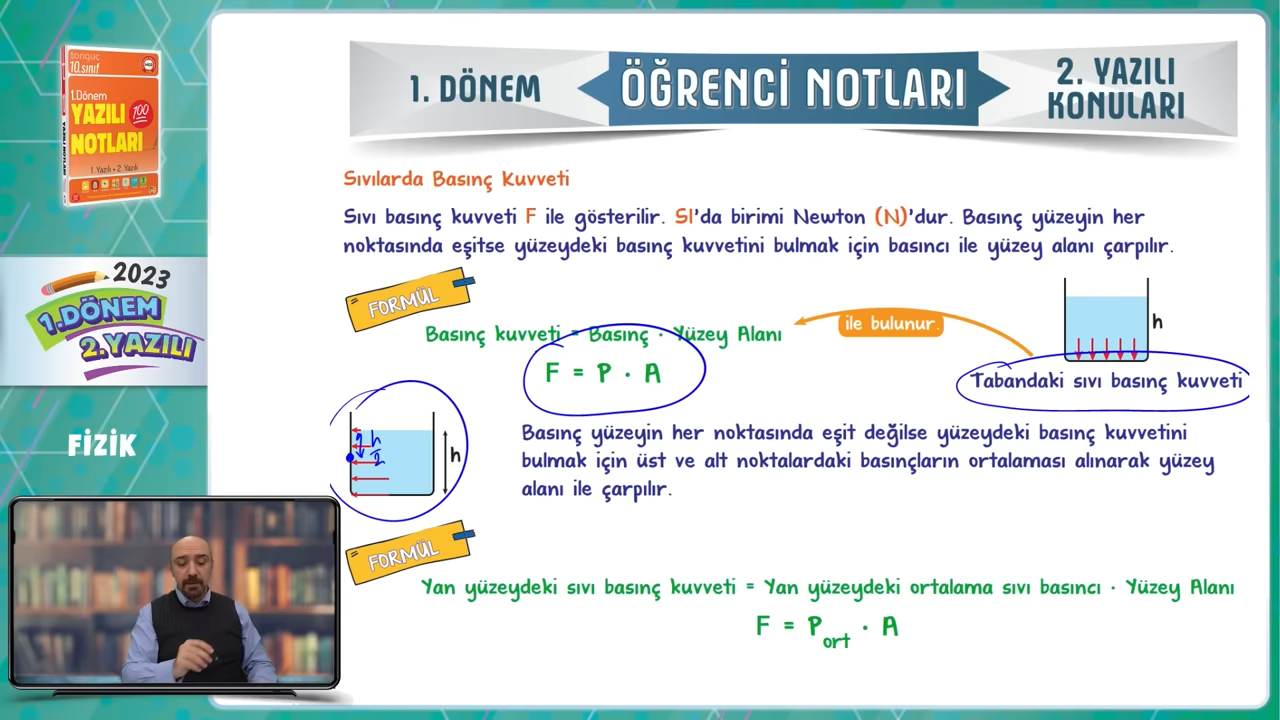 tonguç
10.sınıf
1.Dönem
YAZILI
100
NOTLARI
1. Yazılı • 2. Yazılı
YAZILI NOTLARI
2023
1.DÖNEM
2.YAZILI
FİZİK
1. DÖNEM
ÖĞRENCİ NOTLARI
2. YAZILI
KONULARI
Sıvılarda Basınç Kuvveti
Sıvı basınç kuvveti F ile gösterilir. SI'da birimi Newton (N)'dur. Basınç yüzeyin her
noktasında eşitse yüzeydeki basınç kuvvetini bulmak için basıncı ile yüzey alanı çarpılır.
FORMÜL
Basınç kuvveti = Basınç · Yüzey Alanı
ile bulunur.
h
F = P · A
Tabandaki sıvı basınç kuvveti
h
2
h
Basınç yüzeyin her noktasında eşit değilse yüzeydeki basınç kuvvetini
bulmak için üst ve alt noktalardaki basınçların ortalaması alınarak yüzey
alanı ile çarpılır.
FORMÜL
Yan yüzeydeki sıvı basınç kuvveti = Yan yüzeydeki ortalama sıvı basıncı · Yüzey Alanı
F = P ort · A